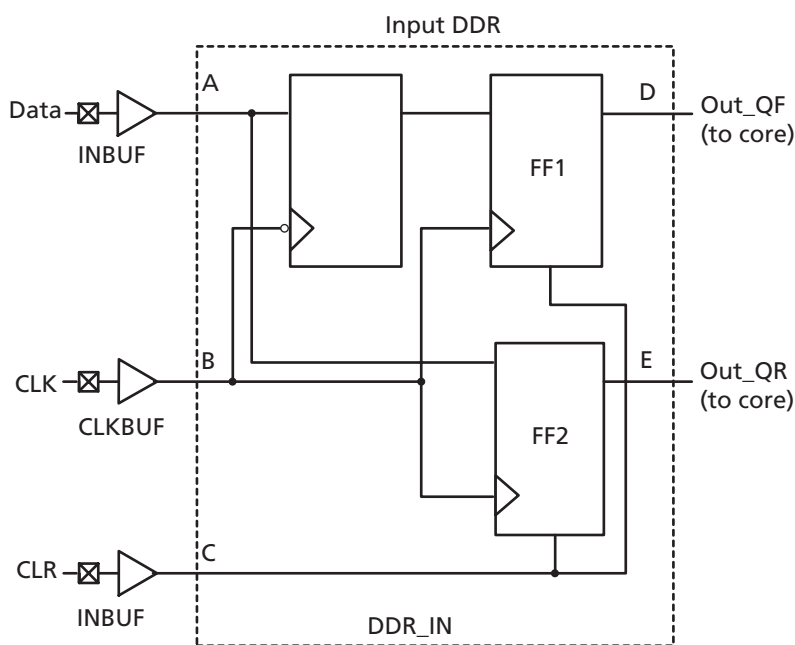 Input DDR
A
Data
INBUF
FF1
D
Out_QF
(to core)
B
CLK
CLKBUF
FF2
E
Out_QR
(to core)
C
CLR
INBUF
DDR_IN